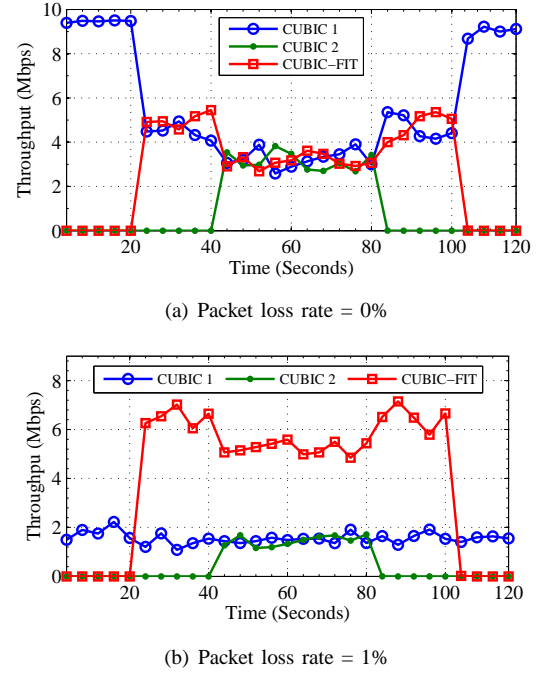 10
8
6
4
2
0
Throughput (Mbps)
CUBIC 1
CUBIC 2
CUBIC−FIT
20 40 60 80 100 120
Time (Seconds)
(a) Packet loss rate = 0%
8
6
4
2
0
Throughpu (Mbps)
CUBIC 1 CUBIC 2 CUBIC−FIT
20 40 60 80 100 120
Time (Seconds)
(b) Packet loss rate = 1%